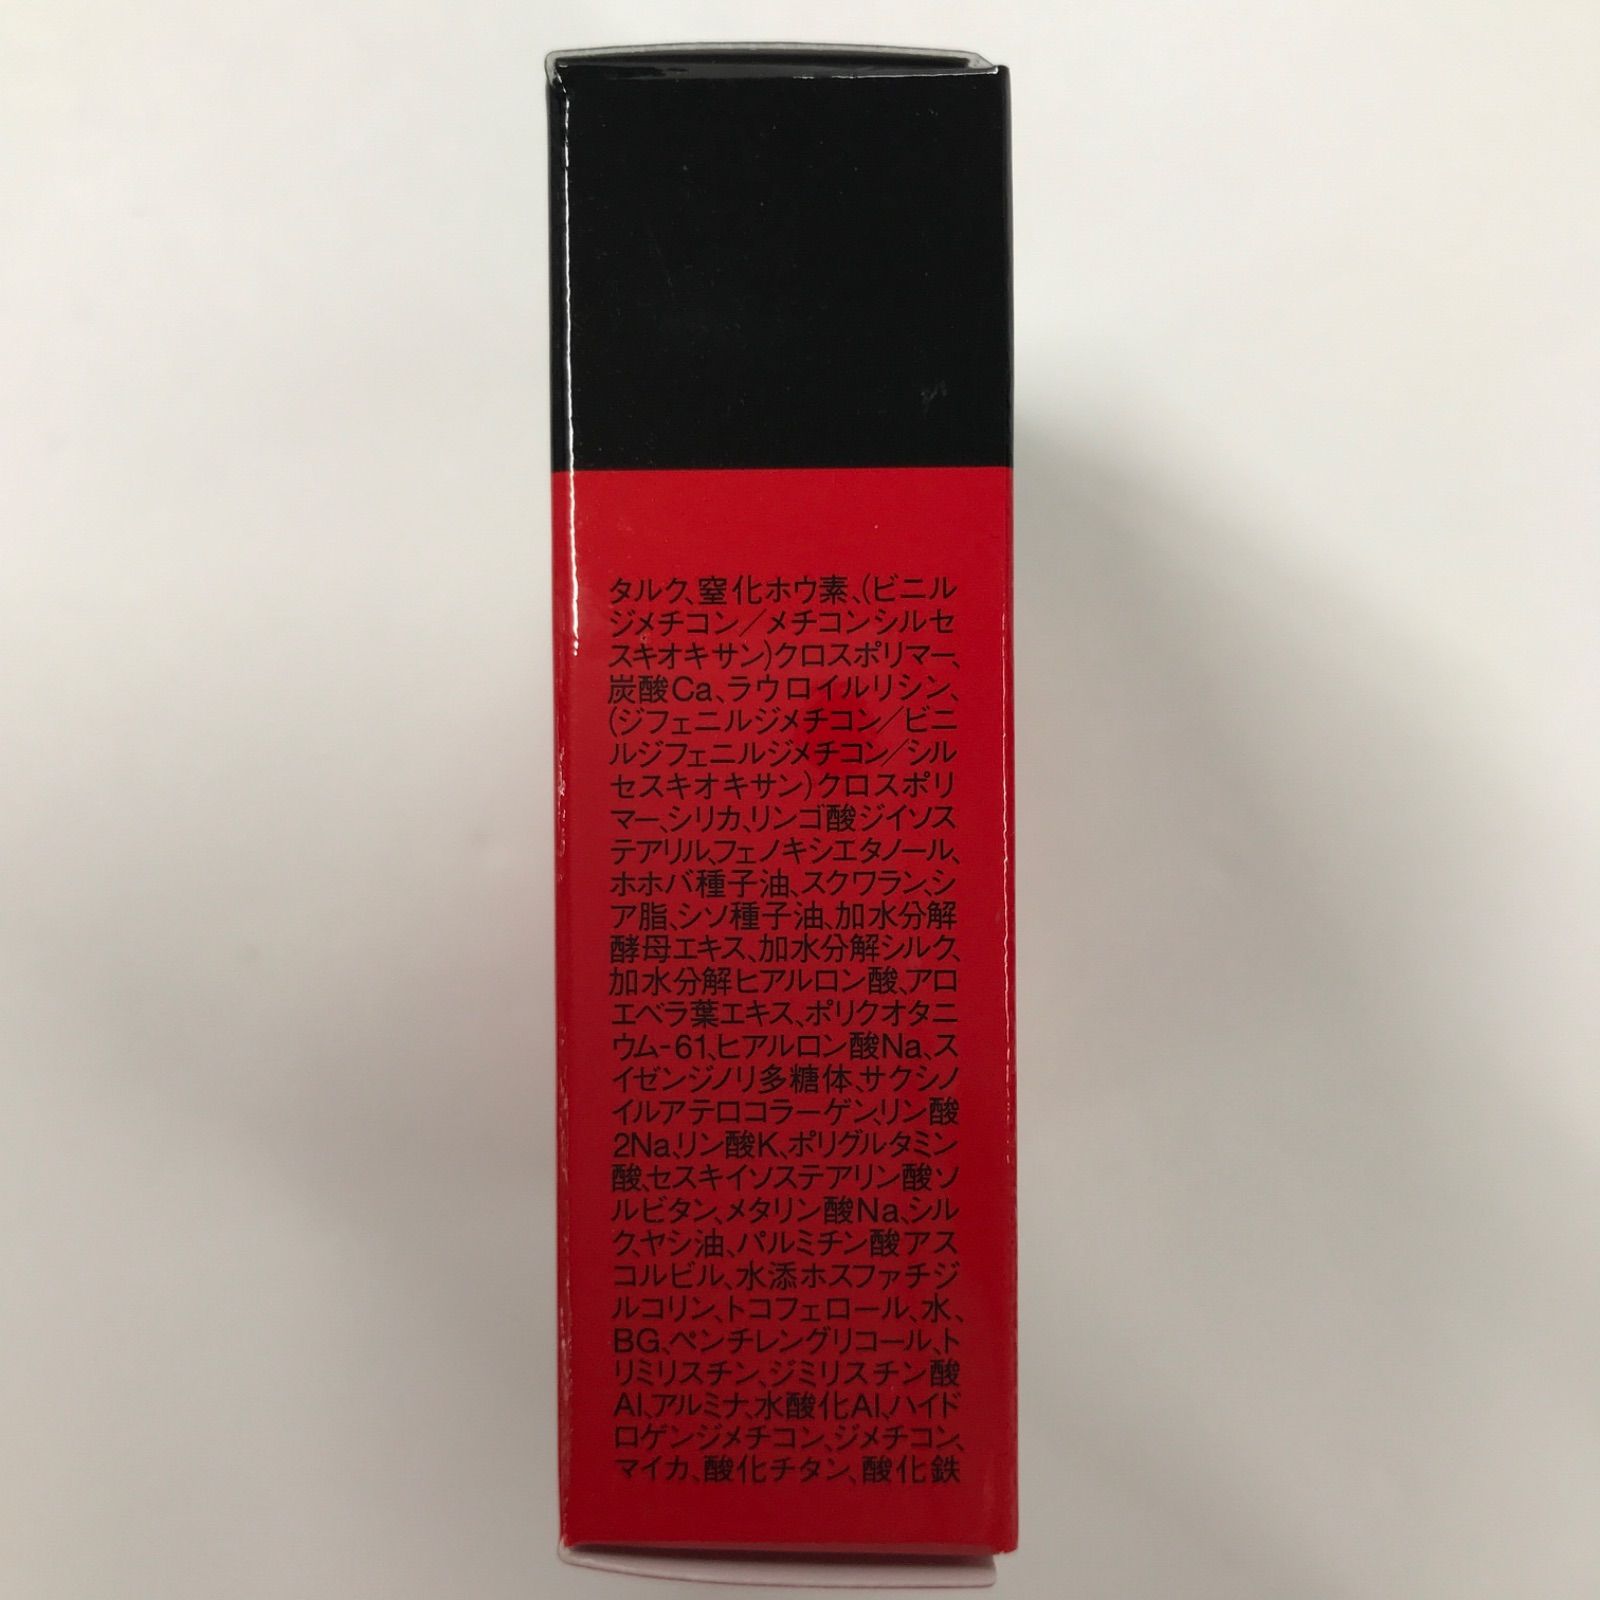 タルク、窒化ホウ素、(ビニル
ジメチコン/メチコンシルセ
スキオキサン)クロスポリマー、
炭酸Ca、ラウロイルリシン、
(ジフェニルジメチコン/ビニ
ルジフェニルジメチコン/シル
セスキオキサン)クロスポリ
マー、シリカ、リンゴ酸ジイソス
テアリル、フェノキシエタノール、
ホホバ種子油、スクワラン、シ
ア脂、シソ種子油、加水分解
酵母エキス、加水分解シルク、
加水分解ヒアルロン酸、アロ
エベラ葉エキス、ポリクオタニ
ウム-61、ヒアルロン酸Na、ス
イゼンジノリ多糖体、サクシノ
イルアテロコラーゲン、リン酸
2Na、リン酸K、ポリグルタミン
酸、セスキイソステアリン酸ソ
ルビタン、メタリン酸Na、シル
ク、ヤシ油、パルミチン酸アス
コルビル、水添ホスファチジ
ルコリン、トコフェロール、水、
BG、ペンチレングリコール、ト
リミリスチン、ジミリスチン酸
Al、アルミナ、水酸化Al、ハイド
ロゲンジメチコン、ジメチコン、
マイカ、酸化チタン、酸化鉄